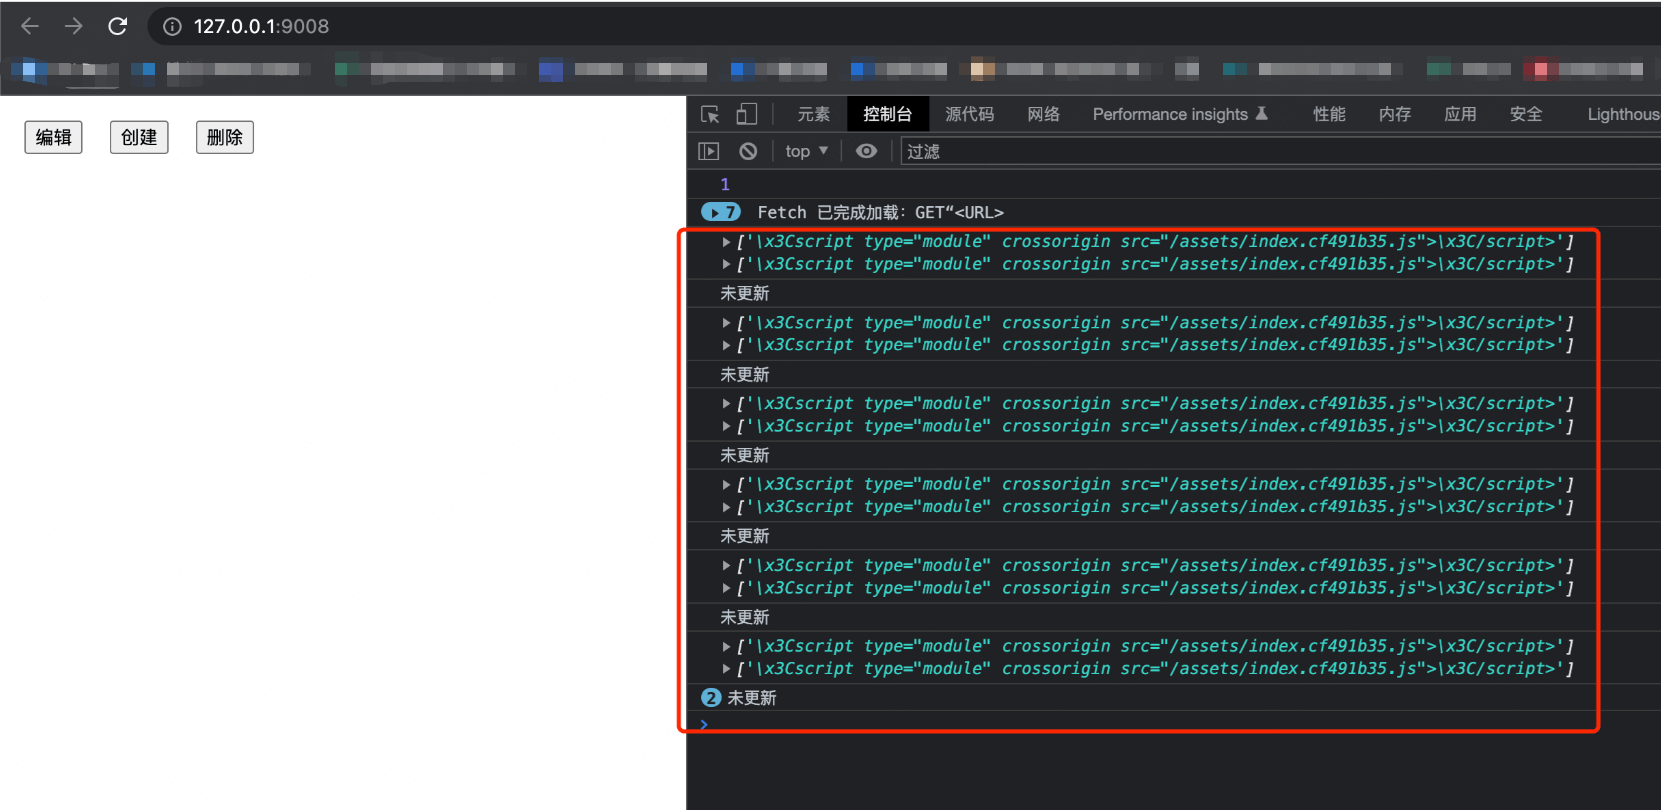 127.0.0.1:9008
编辑 创建 删除
元素 控制台 源代码 网络 Performance insights 性能 内存 应用 安全 Lighthous
top 过滤
1
7 Fetch 已完成加载：GET“<URL>
['\x3Cscript type="module" crossorigin src="/assets/index.cf491b35.js">\x3C/script>']
['\x3Cscript type="module" crossorigin src="/assets/index.cf491b35.js">\x3C/script>']
未更新
['\x3Cscript type="module" crossorigin src="/assets/index.cf491b35.js">\x3C/script>']
['\x3Cscript type="module" crossorigin src="/assets/index.cf491b35.js">\x3C/script>']
未更新
['\x3Cscript type="module" crossorigin src="/assets/index.cf491b35.js">\x3C/script>']
['\x3Cscript type="module" crossorigin src="/assets/index.cf491b35.js">\x3C/script>']
未更新
['\x3Cscript type="module" crossorigin src="/assets/index.cf491b35.js">\x3C/script>']
['\x3Cscript type="module" crossorigin src="/assets/index.cf491b35.js">\x3C/script>']
未更新
['\x3Cscript type="module" crossorigin src="/assets/index.cf491b35.js">\x3C/script>']
['\x3Cscript type="module" crossorigin src="/assets/index.cf491b35.js">\x3C/script>']
未更新
['\x3Cscript type="module" crossorigin src="/assets/index.cf491b35.js">\x3C/script>']
['\x3Cscript type="module" crossorigin src="/assets/index.cf491b35.js">\x3C/script>']
2 未更新